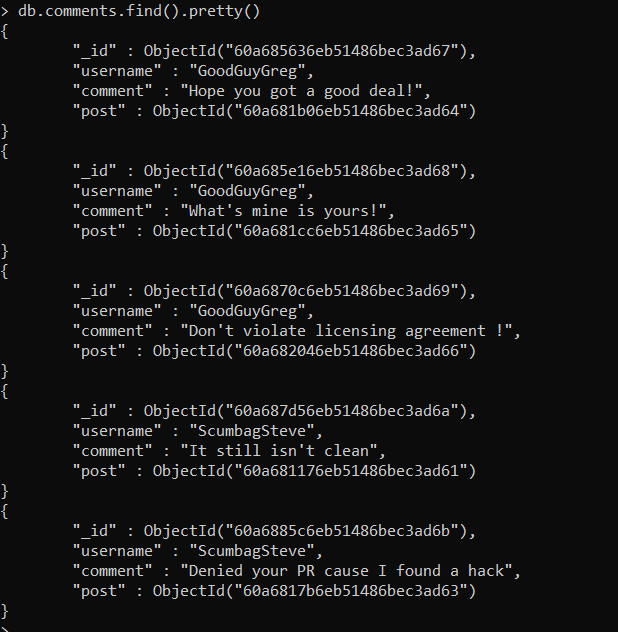 > db.comments.find().pretty()
{
"_id" : ObjectId("60a685636eb51486bec3ad67"),
"username" : "GoodGuyGreg",
"comment" : "Hope you got a good deal!",
"post" : ObjectId("60a681b06eb51486bec3ad64")
}
{
"_id" : ObjectId("60a685e16eb51486bec3ad68"),
"username" : "GoodGuyGreg",
"comment" : "What's mine is yours!",
"post" : ObjectId("60a681cc6eb51486bec3ad65")
}
{
"_id" : ObjectId("60a6870c6eb51486bec3ad69"),
"username" : "GoodGuyGreg",
"comment" : "Don't violate licensing agreement !",
"post" : ObjectId("60a682046eb51486bec3ad66")
}
{
"_id" : ObjectId("60a687d56eb51486bec3ad6a"),
"username" : "ScumbagSteve",
"comment" : "It still isn't clean",
"post" : ObjectId("60a681176eb51486bec3ad61")
}
{
"_id" : ObjectId("60a6885c6eb51486bec3ad6b"),
"username" : "ScumbagSteve",
"comment" : "Denied your PR cause I found a hack",
"post" : ObjectId("60a6817b6eb51486bec3ad63")
}
>